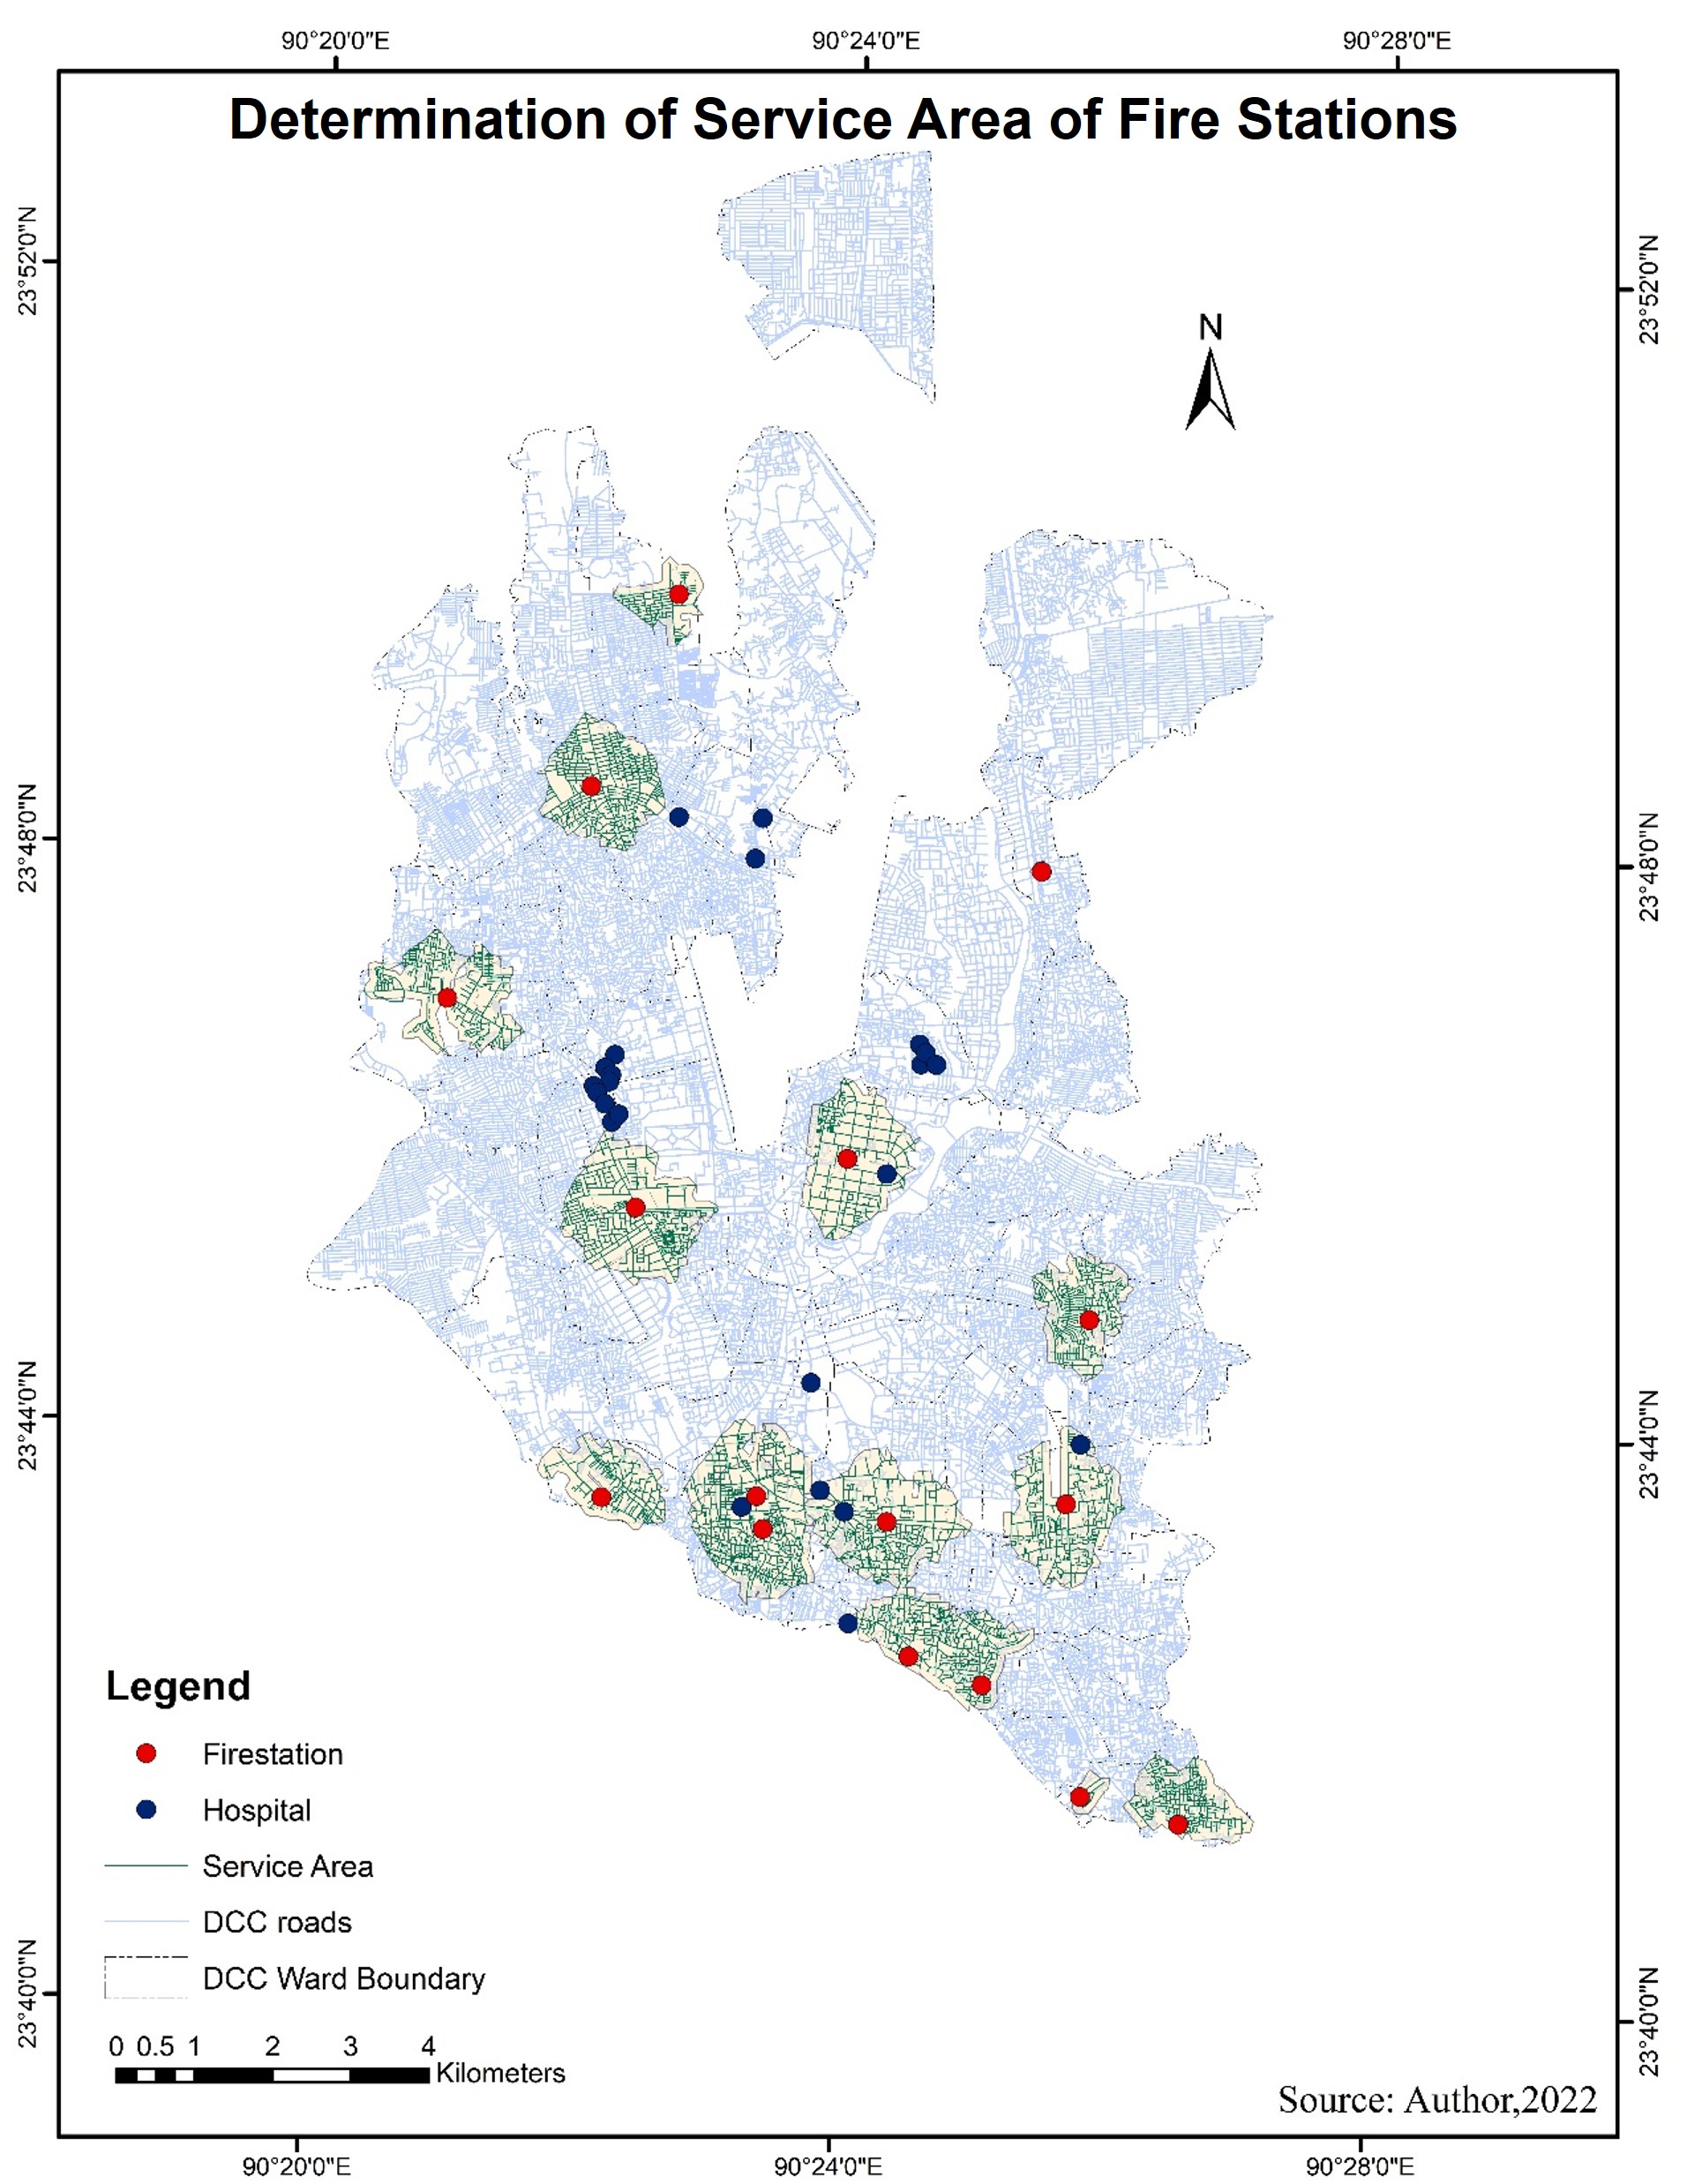 90°20'0"E 90°24'0"E 90°28'0"E
Determination of Service Area of Fire Stations
23°52'0"N
23°52'0"N
N
23°48'0"N
23°48'0"N
23°44'0"N
23°44'0"N
Legend
Firestation
Hospital
Service Area
DCC roads
DCC Ward Boundary
23°40'0"N
23°40'0"N
0 0.5 1 2 3 4
Kilometers
Source: Author,2022
90°20'0"E 90°24'0"E 90°28'0"E